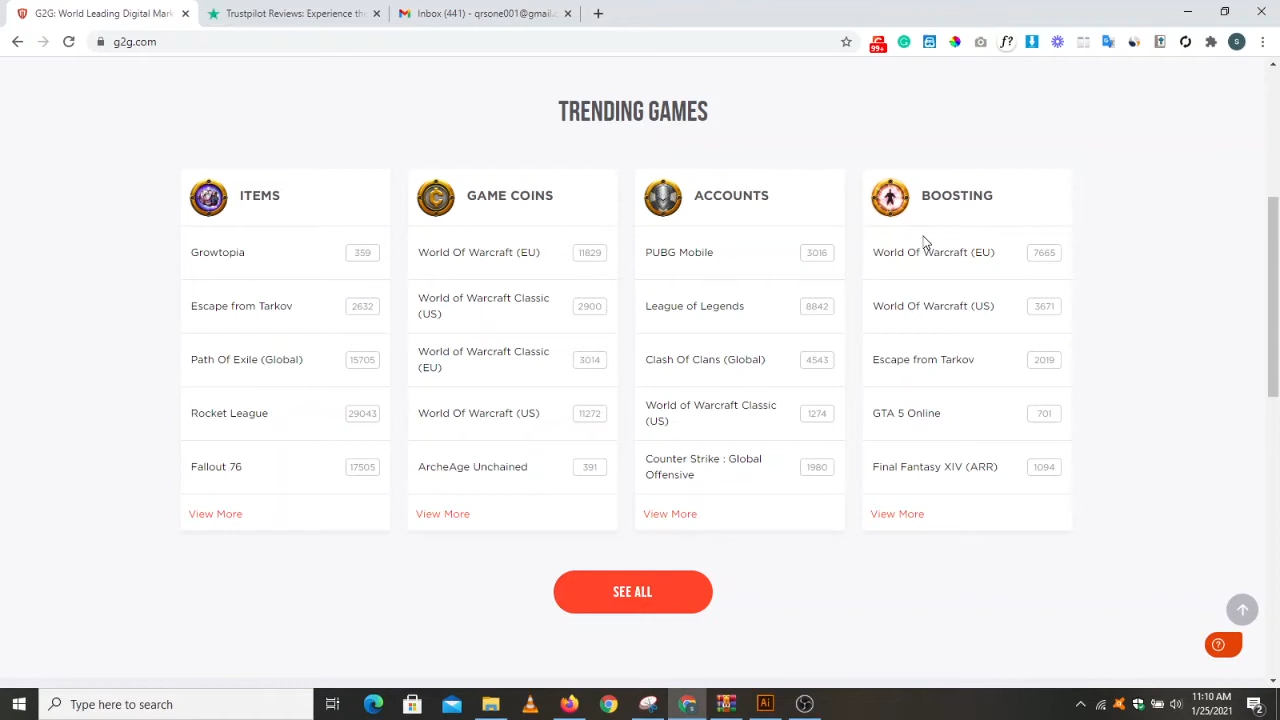 G2G: World Leading Digital Mark
Trustpilot Reviews: Experience the
Inbox (441) - qrsone001@gmail.c
g2g.com
99+
f?
S
TRENDING GAMES
ITEMS
Growtopia 359
Escape from Tarkov 2632
Path Of Exile (Global) 15705
Rocket League 29043
Fallout 76 17505
View More
GAME COINS
World Of Warcraft (EU) 11829
World of Warcraft Classic
(US) 2900
World of Warcraft Classic
(EU) 3014
World Of Warcraft (US) 11272
ArcheAge Unchained 391
View More
ACCOUNTS
PUBG Mobile 3016
League of Legends 8842
Clash Of Clans (Global) 4543
World of Warcraft Classic
(US) 1274
Counter Strike : Global
Offensive 1980
View More
BOOSTING
World Of Warcraft (EU) 7665
World Of Warcraft (US) 3671
Escape from Tarkov 2019
GTA 5 Online 701
Final Fantasy XIV (ARR) 1094
View More
SEE ALL
Type here to search
Ai
11:10 AM
1/25/2021
2